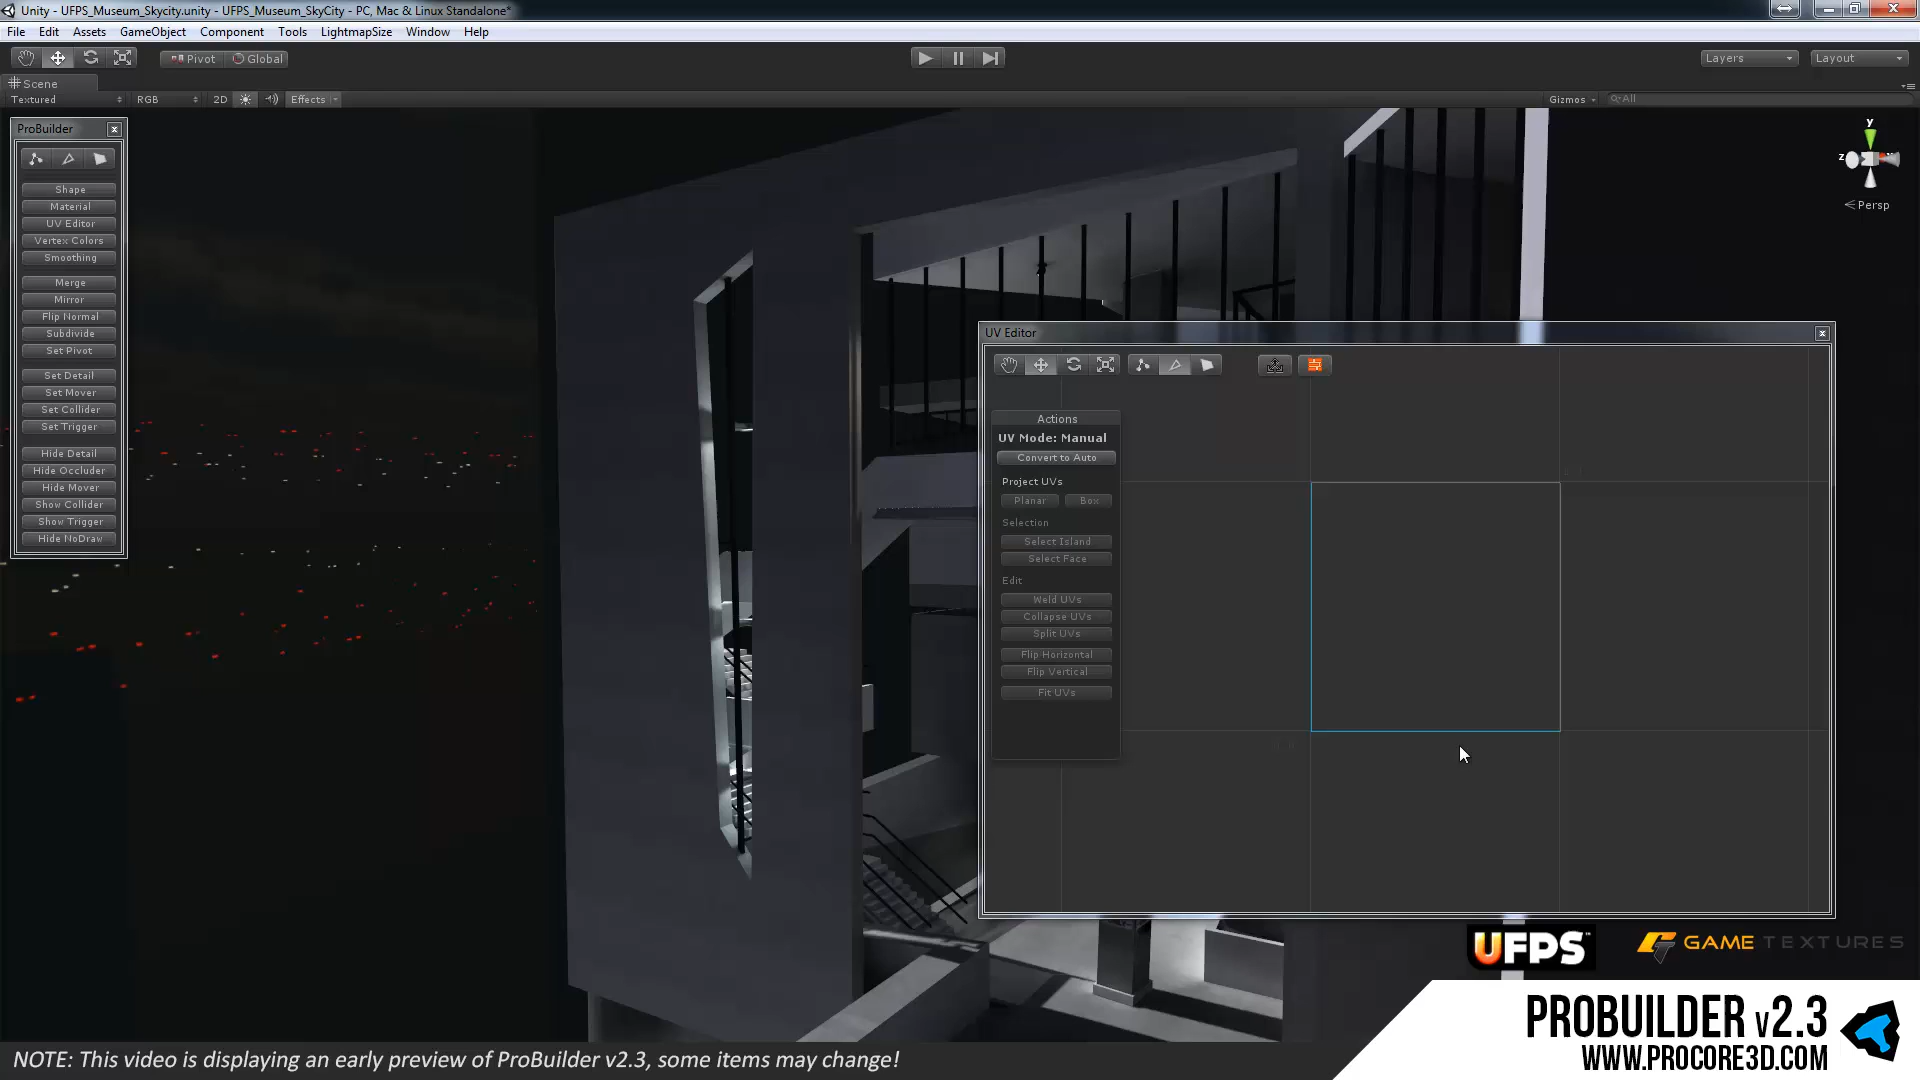 Unity - UFPS_Museum_Skycity.unity - UFPS_Museum_SkyCity - PC, Mac & Linux Standalone*
File Edit Assets GameObject Component Tools LightmapSize Window Help
Pivot Global Layers Layout
Scene
Textured RGB 2D Effects Gizmos All
ProBuilder
Shape
Material
UV Editor
Vertex Colors
Smoothing
Merge
Mirror
Flip Normal
Subdivide
Set Pivot
Set Detail
Set Mover
Set Collider
Set Trigger
Hide Detail
Hide Occluder
Hide Mover
Show Collider
Show Trigger
Hide NoDraw
y
z
Persp
UV Editor
Actions
UV Mode: Manual
Convert to Auto
Project UVs
Planar Box
Selection
Select Island
Select Face
Edit
Weld UVs
Collapse UVs
Split UVs
Flip Horizontal
Flip Vertical
Fit UVs
UFPS™ GAME TEXTURES
PROBUILDER v2.3
WWW.PROCORE3D.COM
NOTE: This video is displaying an early preview of ProBuilder v2.3, some items may change!